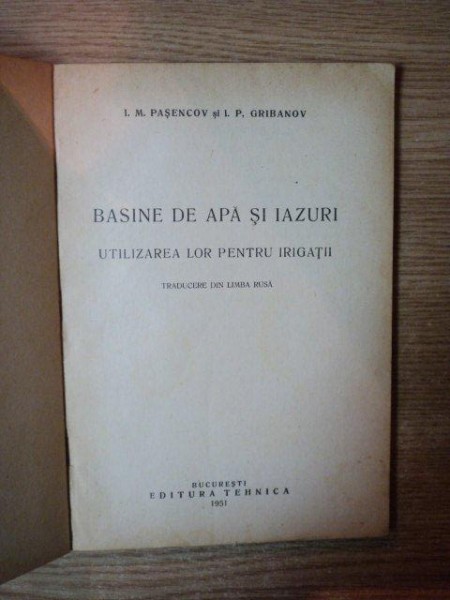 I. M. PAŞENCOV şi I. P. GRIBANOV
BASINE DE APĂ ŞI IAZURI
UTILIZAREA LOR PENTRU IRIGAŢII
TRADUCERE DIN LIMBA RUSĂ
BUCUREŞTI
EDITURA TEHNICA
1951